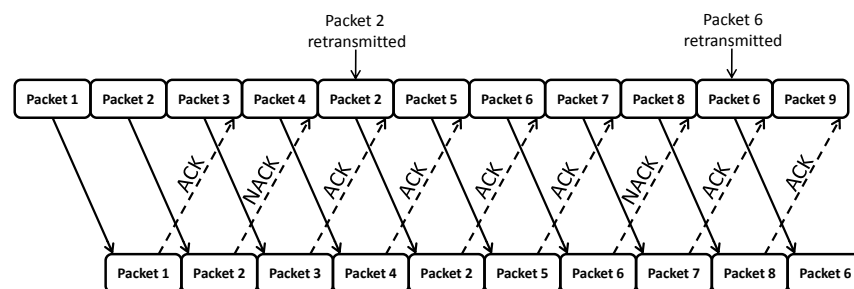 Packet 2
retransmitted
Packet 6
retransmitted
Packet 1 Packet 2 Packet 3 Packet 4 Packet 2 Packet 5 Packet 6 Packet 7 Packet 8 Packet 6 Packet 9
ACK NACK ACK ACK ACK ACK NACK ACK ACK
Packet 1 Packet 2 Packet 3 Packet 4 Packet 2 Packet 5 Packet 6 Packet 7 Packet 8 Packet 6